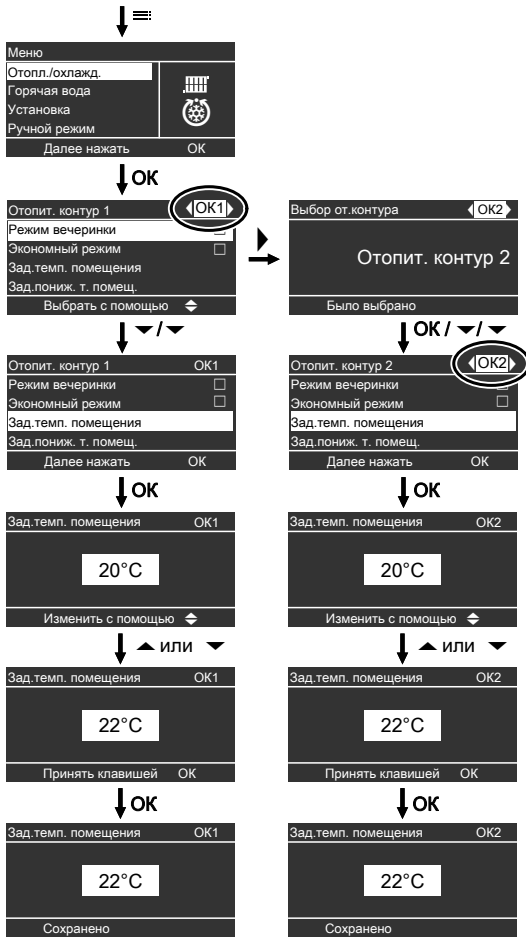 Меню
Отопл./охлажд.
Горячая вода
Установка
Ручной режим
Далее нажать OK
OK
Отопит. контур 1 OK1
Режим вечеринки
Экономный режим
Зад.темп. помещения
Зад.пониж. т. помещ.
Выбрать с помощью
Выбор от.контура OK2
Отопит. контур 2
Было выбрано
/
OK / /
Отопит. контур 1 OK1
Режим вечеринки
Экономный режим
Зад.темп. помещения
Зад.пониж. т. помещ.
Далее нажать OK
Отопит. контур 2 OK2
Режим вечеринки
Экономный режим
Зад.темп. помещения
Зад.пониж. т. помещ.
Далее нажать OK
OK
OK
Зад.темп. помещения OK1
20°C
Изменить с помощью
Зад.темп. помещения OK2
20°C
Изменить с помощью
или
или
Зад.темп. помещения OK1
22°C
Принять клавишей OK
Зад.темп. помещения OK2
22°C
Принять клавишей OK
OK
OK
Зад.темп. помещения OK1
22°C
Сохранено
Зад.темп. помещения OK2
22°C
Сохранено